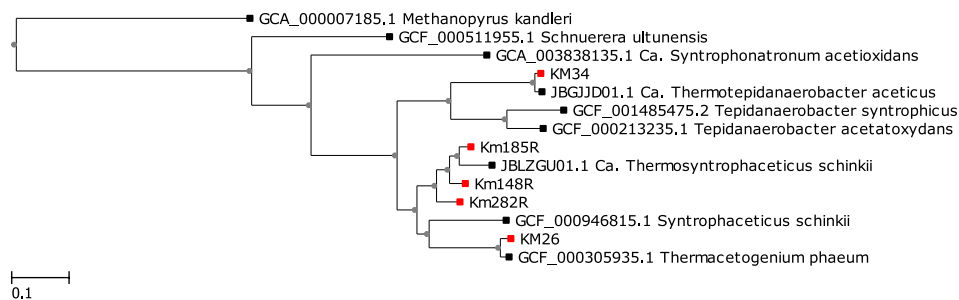 GCA_000007185.1 Methanopyrus kandleri
GCF_000511955.1 Schnuerera ultunensis
GCA_003838135.1 Ca. Syntrophonatronum acetioxidans
KM34
JBGJJD01.1 Ca. Thermotepidanaerobacter aceticus
GCF_001485475.2 Tepidanaerobacter syntrophicus
GCF_000213235.1 Tepidanaerobacter acetatoxydans
Km185R
JBLZGU01.1 Ca. Thermosyntrophaceticus schinkii
Km148R
Km282R
GCF_000946815.1 Syntrophaceticus schinkii
KM26
GCF_000305935.1 Thermacetogenium phaeum
0.1